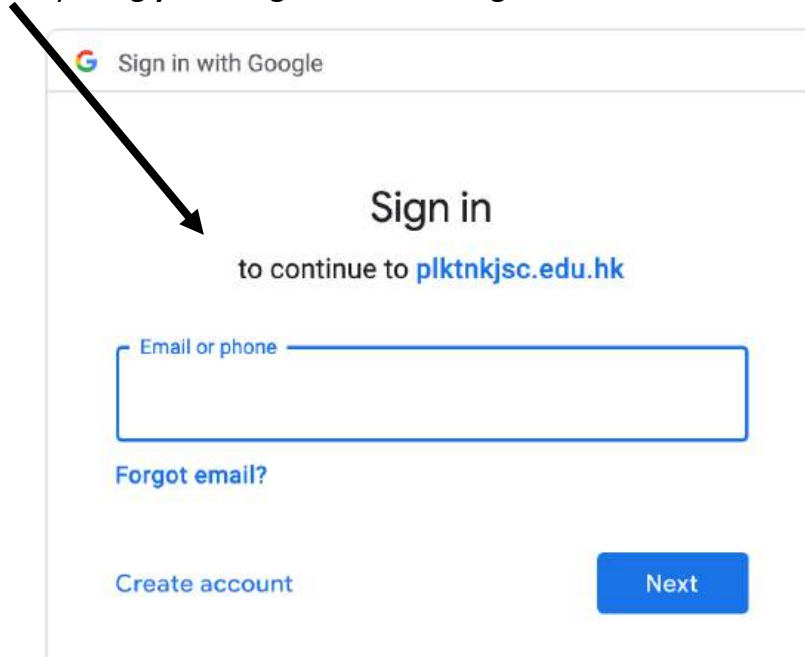 Sign in with Google
Sign in
to continue to plktnkjsc.edu.hk
Email or phone
Forgot email?
Create account
Next